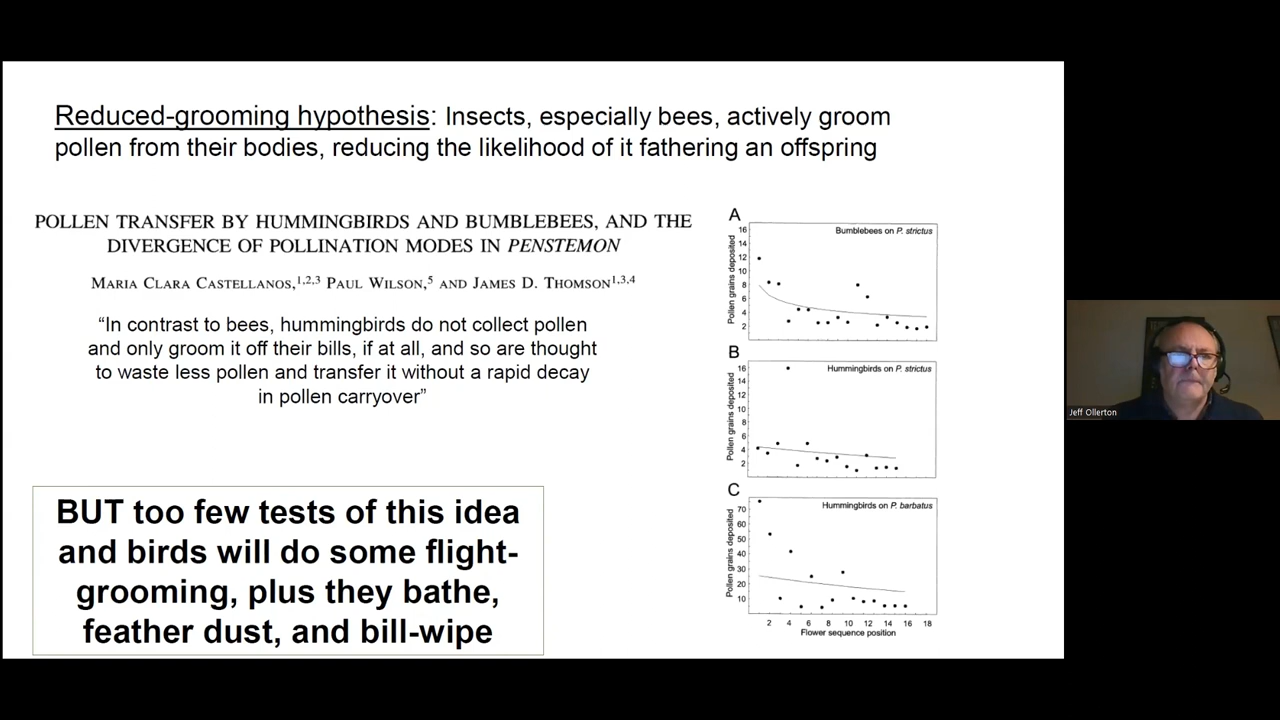 Reduced-grooming hypothesis: Insects, especially bees, actively groom
pollen from their bodies, reducing the likelihood of it fathering an offspring
POLLEN TRANSFER BY HUMMINGBIRDS AND BUMBLEBEES, AND THE
DIVERGENCE OF POLLINATION MODES IN PENSTEMON
MARIA CLARA CASTELLANOS,1,2,3 PAUL WILSON,5 AND JAMES D. THOMSON1,3,4
“In contrast to bees, hummingbirds do not collect pollen
and only groom it off their bills, if at all, and so are thought
to waste less pollen and transfer it without a rapid decay
in pollen carryover”
BUT too few tests of this idea
and birds will do some flight-
grooming, plus they bathe,
feather dust, and bill-wipe
A
Bumblebees on P. strictus
Pollen grains deposited
16
14
12
10
8
6
4
2
B
Hummingbirds on P. strictus
Pollen grains deposited
16
14
12
10
8
6
4
2
C
Hummingbirds on P. barbatus
Pollen grains deposited
70
60
50
40
30
20
10
2 4 6 8 10 12 14 16 18
Flower sequence position
Jeff Ollerton